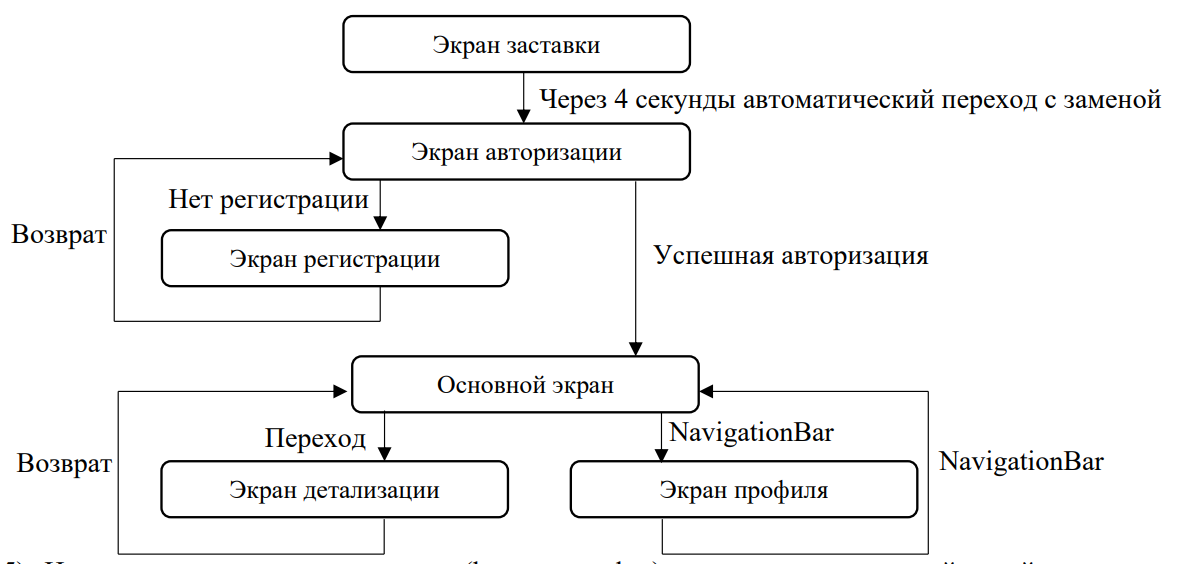 Экран заставки
Через 4 секунды автоматический переход с заменой
Экран авторизации
Нет регистрации
Возврат
Экран регистрации
Успешная авторизация
Основной экран
Переход
NavigationBar
Возврат
NavigationBar
Экран детализации
Экран профиля